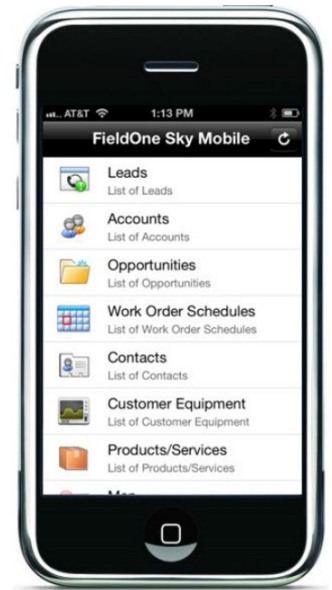 AT&T 1:13 PM
FieldOne Sky Mobile
Leads
List of Leads
Accounts
List of Accounts
Opportunities
List of Opportunities
Work Order Schedules
List of Work Order Schedules
Contacts
List of Contacts
Customer Equipment
List of Customer Equipment
Products/Services
List of Products/Services